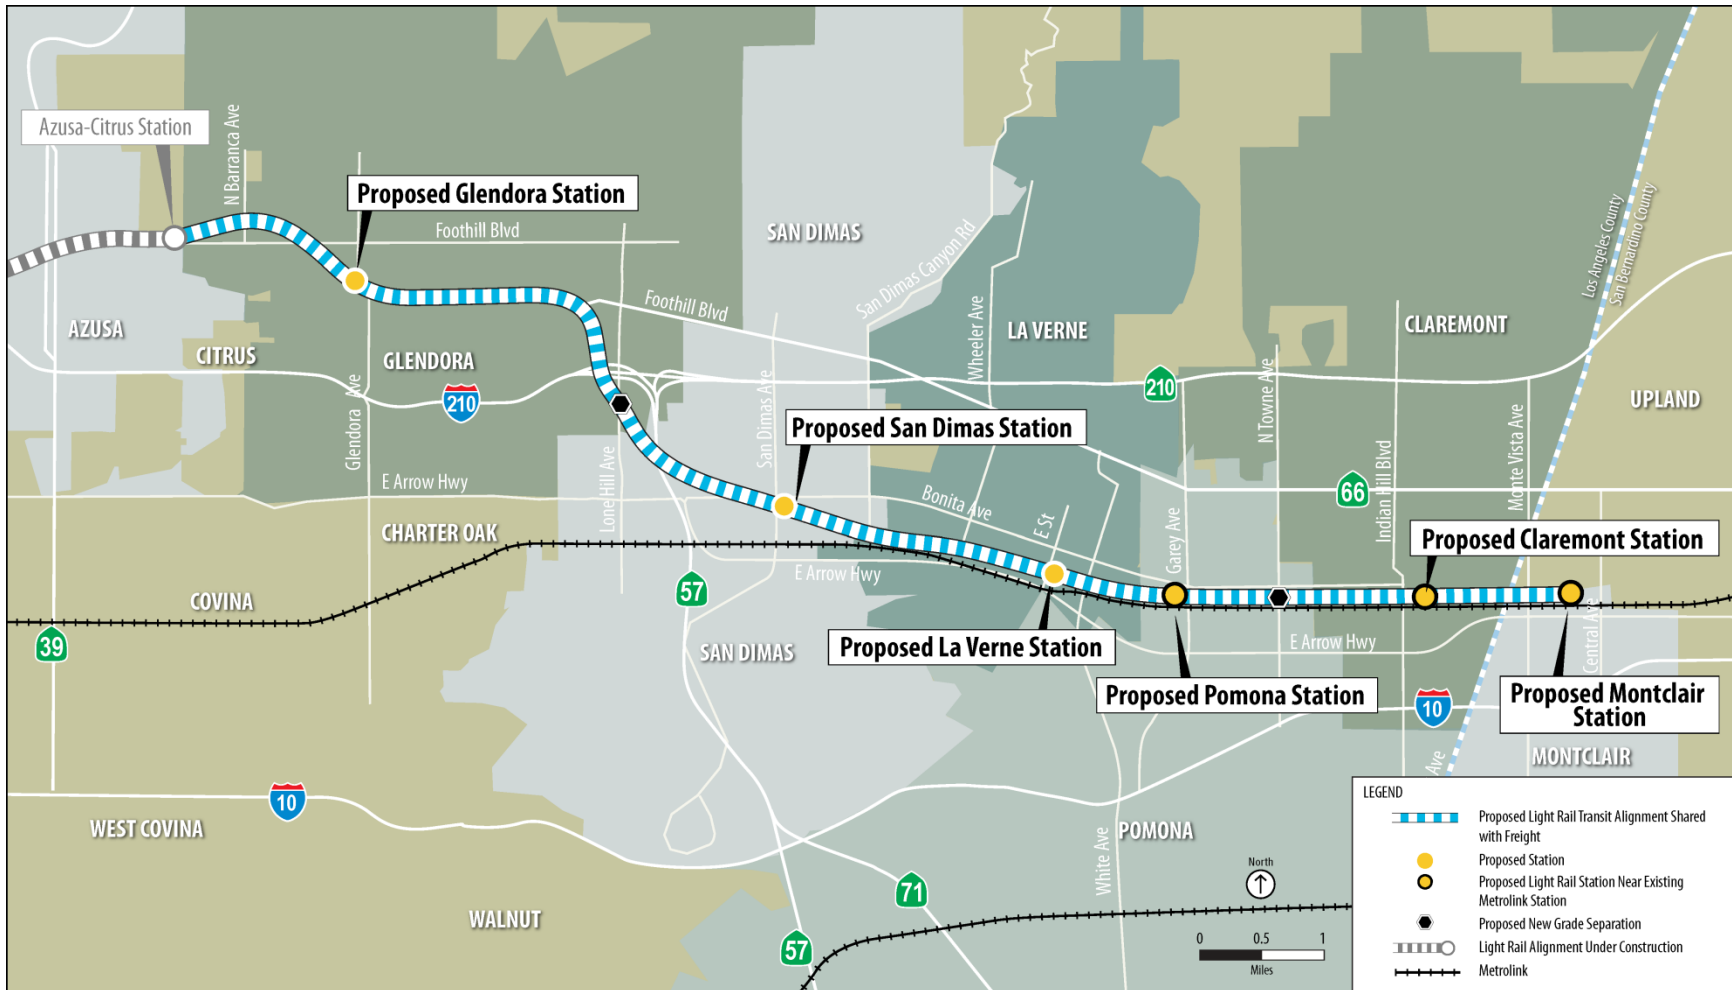 Azusa-Citrus Station
N Barranca Ave
Proposed Glendora Station
Foothill Blvd
SAN DIMAS
San Dimas Canyon Rd
Los Angeles County
San Bernardino County
Foothill Blvd
AZUSA
CITRUS
GLENDORA
Wheeler Ave
LA VERNE
CLAREMONT
210
210
Glendora Ave
San Dimas Ave
N Towne Ave
UPLAND
Proposed San Dimas Station
Lone Hill Ave
Indian Hill Blvd
Monte Vista Ave
E Arrow Hwy
Bonita Ave
66
CHARTER OAK
E St
Garey Ave
Proposed Claremont Station
E Arrow Hwy
57
COVINA
39
SAN DIMAS
Proposed La Verne Station
E Arrow Hwy
Central Ave
Proposed Pomona Station
10
Proposed Montclair
Station
MONTCLAIR
Ave
10
WEST COVINA
POMONA
White Ave
71
WALNUT
57
North
0 0.5 1
Miles
LEGEND
Proposed Light Rail Transit Alignment Shared
with Freight
Proposed Station
Proposed Light Rail Station Near Existing
Metrolink Station
Proposed New Grade Separation
Light Rail Alignment Under Construction
Metrolink